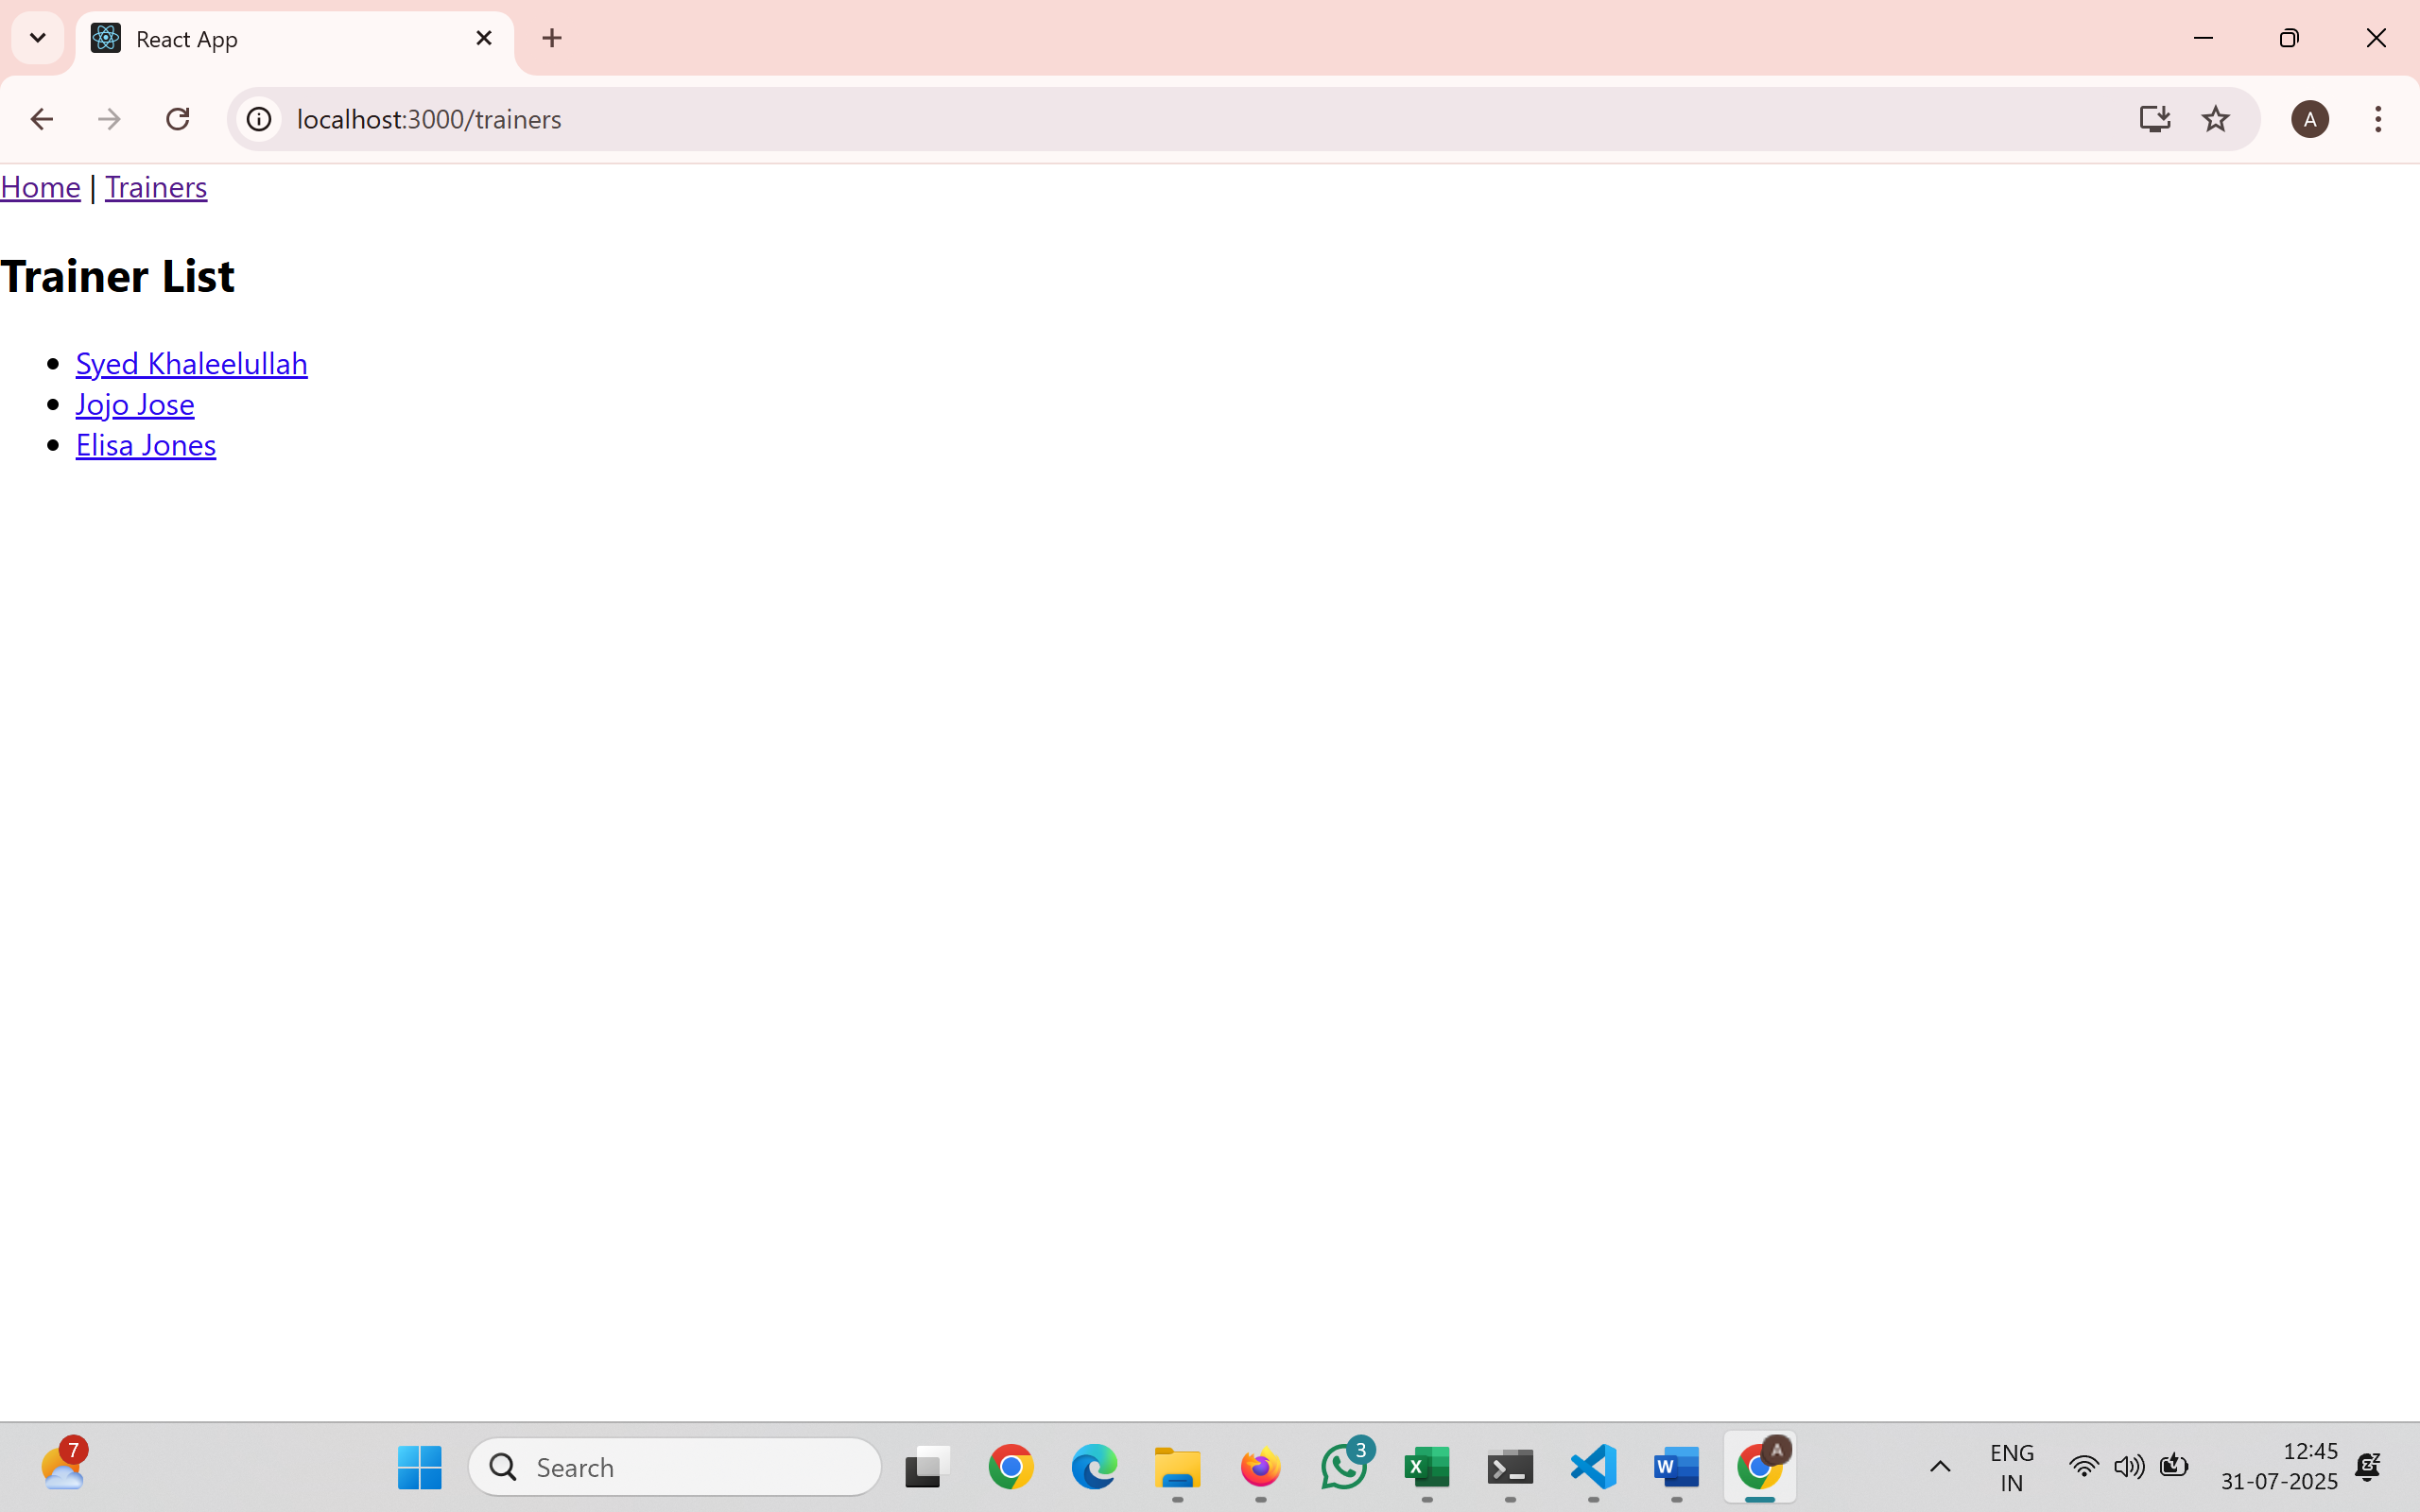 React App
localhost:3000/trainers
A
Home | Trainers
Trainer List
Syed Khaleelullah
Jojo Jose
Elisa Jones
7
Search
3
X
W
A
ENG
IN
12:45
31-07-2025